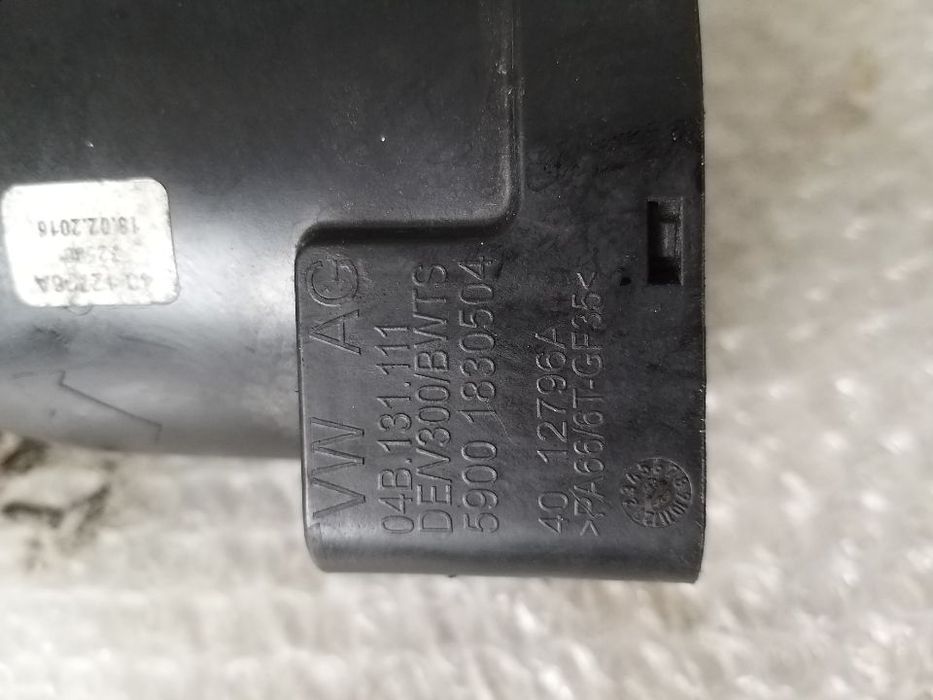 VW AG
04B.131.111
DE/V300/BWTS
5900 1830504
40 12796A
>PA66/6T-GF35<
18.02.2016